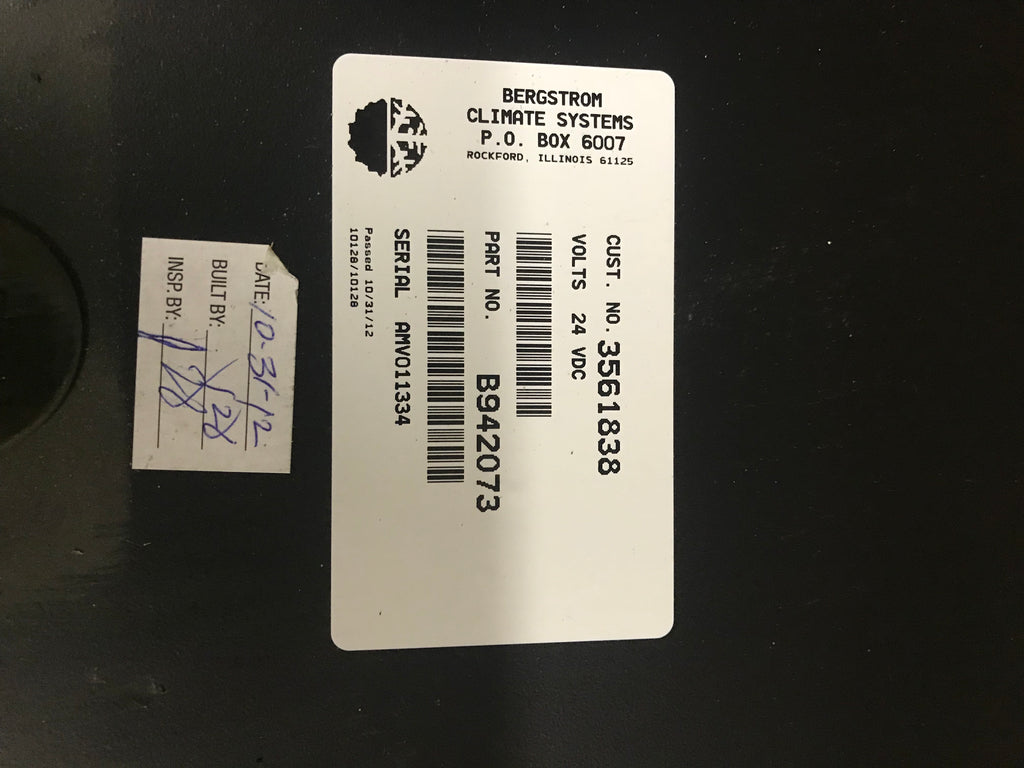 BERGSTROM
CLIMATE SYSTEMS
P.O. BOX 6007
ROCKFORD, ILLINOIS 61125
CUST. NO. 3561838
VOLTS 24 VDC
PART NO. B942073
SERIAL AMV011334
Passed 10/31/12
10128/10128
DATE: 10-31-12
BUILT BY:
INSP. BY: